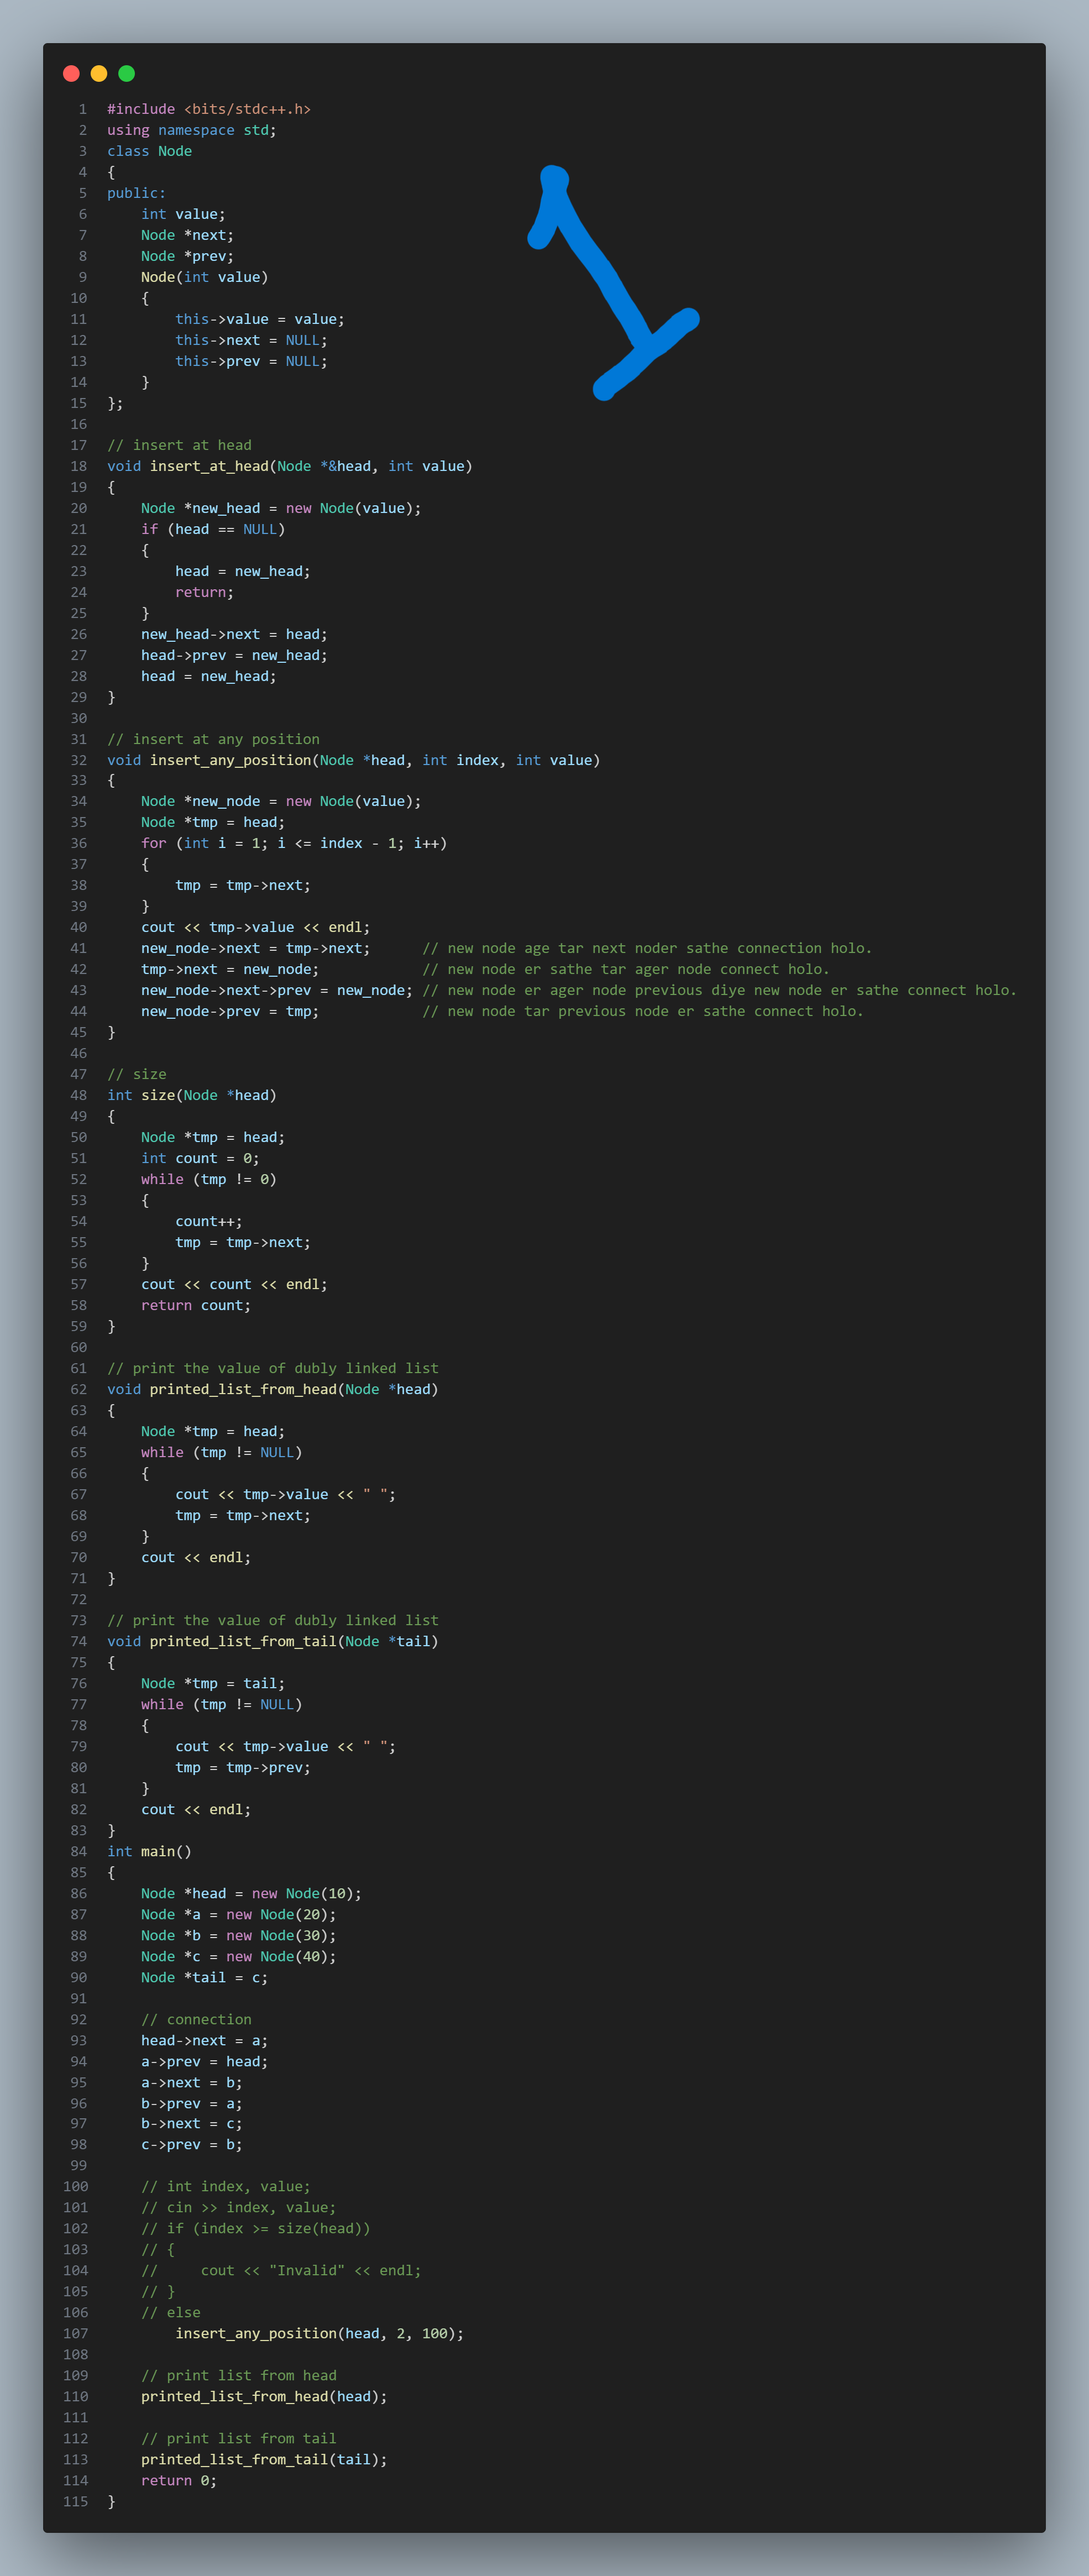 1 #include <bits/stdc++.h>
2 using namespace std;
3 class Node
4 {
5 public:
6     int value;
7     Node *next;
8     Node *prev;
9     Node(int value)
10     {
11         this->value = value;
12         this->next = NULL;
13         this->prev = NULL;
14     }
15 };
16
17 // insert at head
18 void insert_at_head(Node *&head, int value)
19 {
20     Node *new_head = new Node(value);
21     if (head == NULL)
22     {
23         head = new_head;
24         return;
25     }
26     new_head->next = head;
27     head->prev = new_head;
28     head = new_head;
29 }
30
31 // insert at any position
32 void insert_any_position(Node *head, int index, int value)
33 {
34     Node *new_node = new Node(value);
35     Node *tmp = head;
36     for (int i = 1; i <= index - 1; i++)
37     {
38         tmp = tmp->next;
39     }
40     cout << tmp->value << endl;
41     new_node->next = tmp->next;      // new node age tar next noder sathe connection holo.
42     tmp->next = new_node;            // new node er sathe tar ager node connect holo.
43     new_node->next->prev = new_node; // new node er ager node previous diye new node er sathe connect holo.
44     new_node->prev = tmp;            // new node tar previous node er sathe connect holo.
45 }
46
47 // size
48 int size(Node *head)
49 {
50     Node *tmp = head;
51     int count = 0;
52     while (tmp != 0)
53     {
54         count++;
55         tmp = tmp->next;
56     }
57     cout << count << endl;
58     return count;
59 }
60
61 // print the value of dubly linked list
62 void printed_list_from_head(Node *head)
63 {
64     Node *tmp = head;
65     while (tmp != NULL)
66     {
67         cout << tmp->value << " ";
68         tmp = tmp->next;
69     }
70     cout << endl;
71 }
72
73 // print the value of dubly linked list
74 void printed_list_from_tail(Node *tail)
75 {
76     Node *tmp = tail;
77     while (tmp != NULL)
78     {
79         cout << tmp->value << " ";
80         tmp = tmp->prev;
81     }
82     cout << endl;
83 }
84 int main()
85 {
86     Node *head = new Node(10);
87     Node *a = new Node(20);
88     Node *b = new Node(30);
89     Node *c = new Node(40);
90     Node *tail = c;
91
92     // connection
93     head->next = a;
94     a->prev = head;
95     a->next = b;
96     b->prev = a;
97     b->next = c;
98     c->prev = b;
99
100     // int index, value;
101     // cin >> index, value;
102     // if (index >= size(head))
103     // {
104     //     cout << "Invalid" << endl;
105     // }
106     // else
107         insert_any_position(head, 2, 100);
108
109     // print list from head
110     printed_list_from_head(head);
111
112     // print list from tail
113     printed_list_from_tail(tail);
114     return 0;
115 }
1